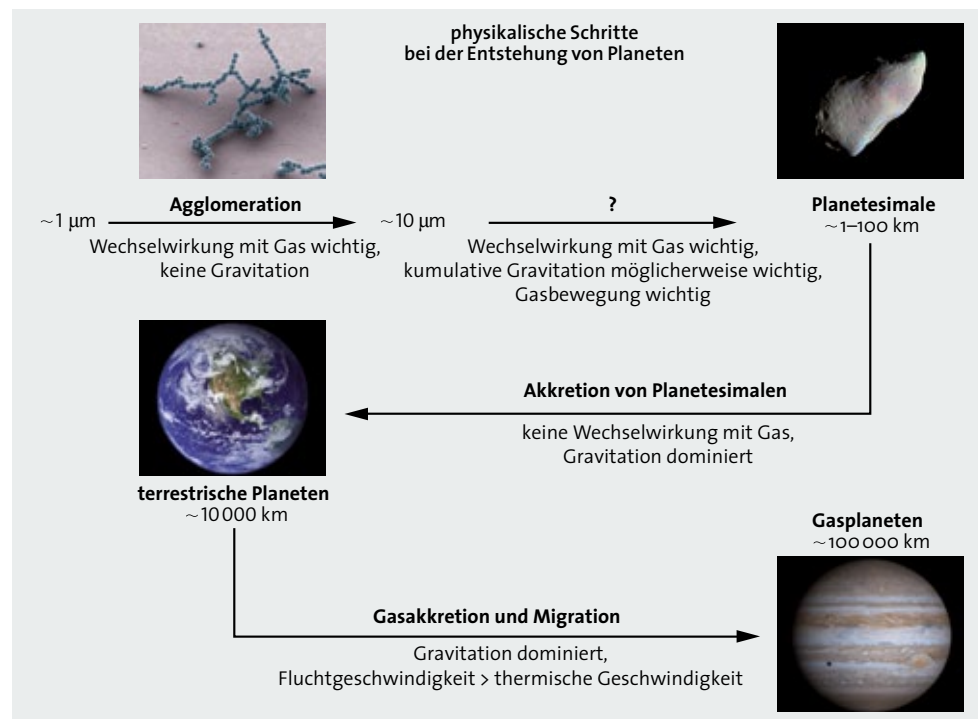 physikalische Schritte
bei der Entstehung von Planeten
~1 µm
Agglomeration
Wechselwirkung mit Gas wichtig,
keine Gravitation
~10 µm
?
Wechselwirkung mit Gas wichtig,
kumulative Gravitation möglicherweise wichtig,
Gasbewegung wichtig
Planetesimale
~1–100 km
Akkretion von Planetesimalen
keine Wechselwirkung mit Gas,
Gravitation dominiert
terrestrische Planeten
~10 000 km
Gasplaneten
~100 000 km
Gasakkretion und Migration
Gravitation dominiert,
Fluchtgeschwindigkeit > thermische Geschwindigkeit